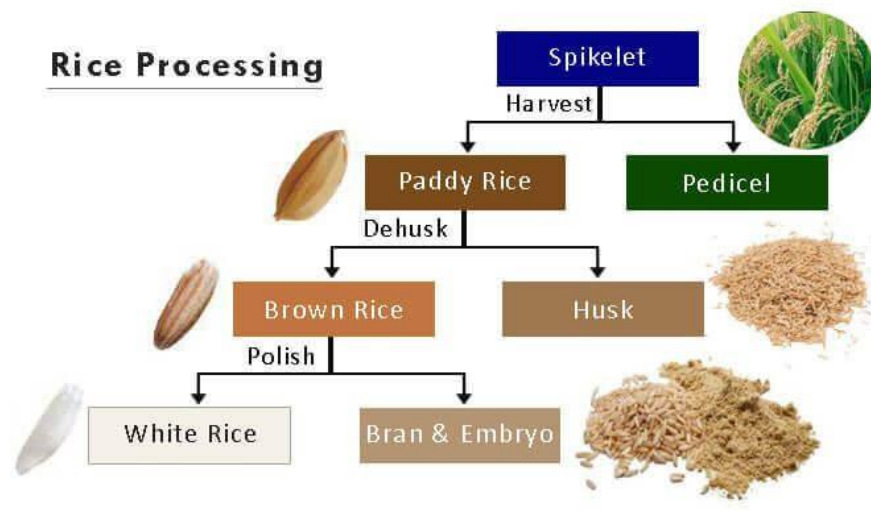 Rice Processing
Spikelet
Harvest
Paddy Rice
Pedicel
Dehusk
Brown Rice
Husk
Polish
White Rice
Bran & Embryo